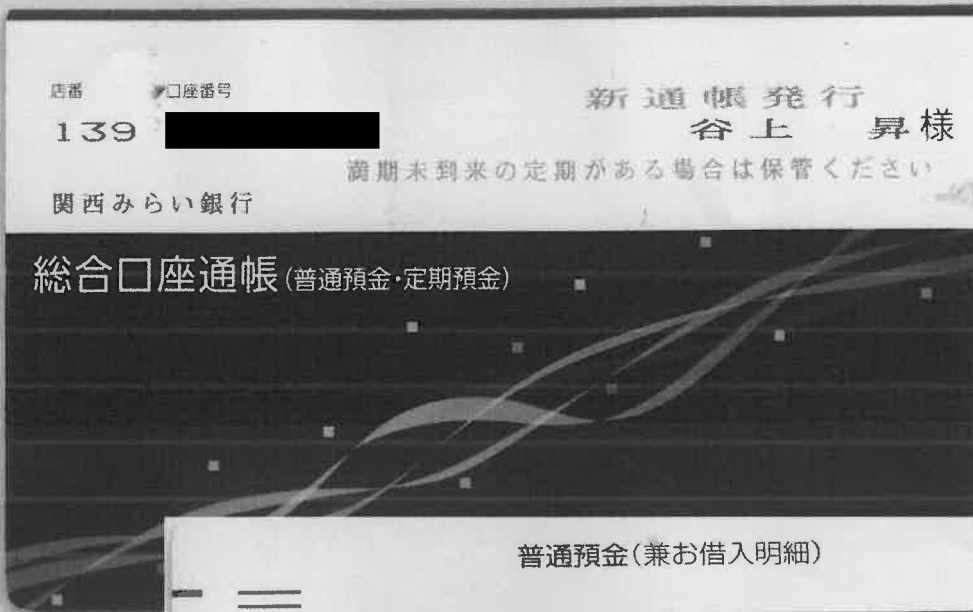 店番 口座番号
139
新通帳発行
谷上 昇様
満期未到来の定期がある場合は保管ください
関西みらい銀行
総合口座通帳(普通預金・定期預金)
普通預金(兼お借入明細)